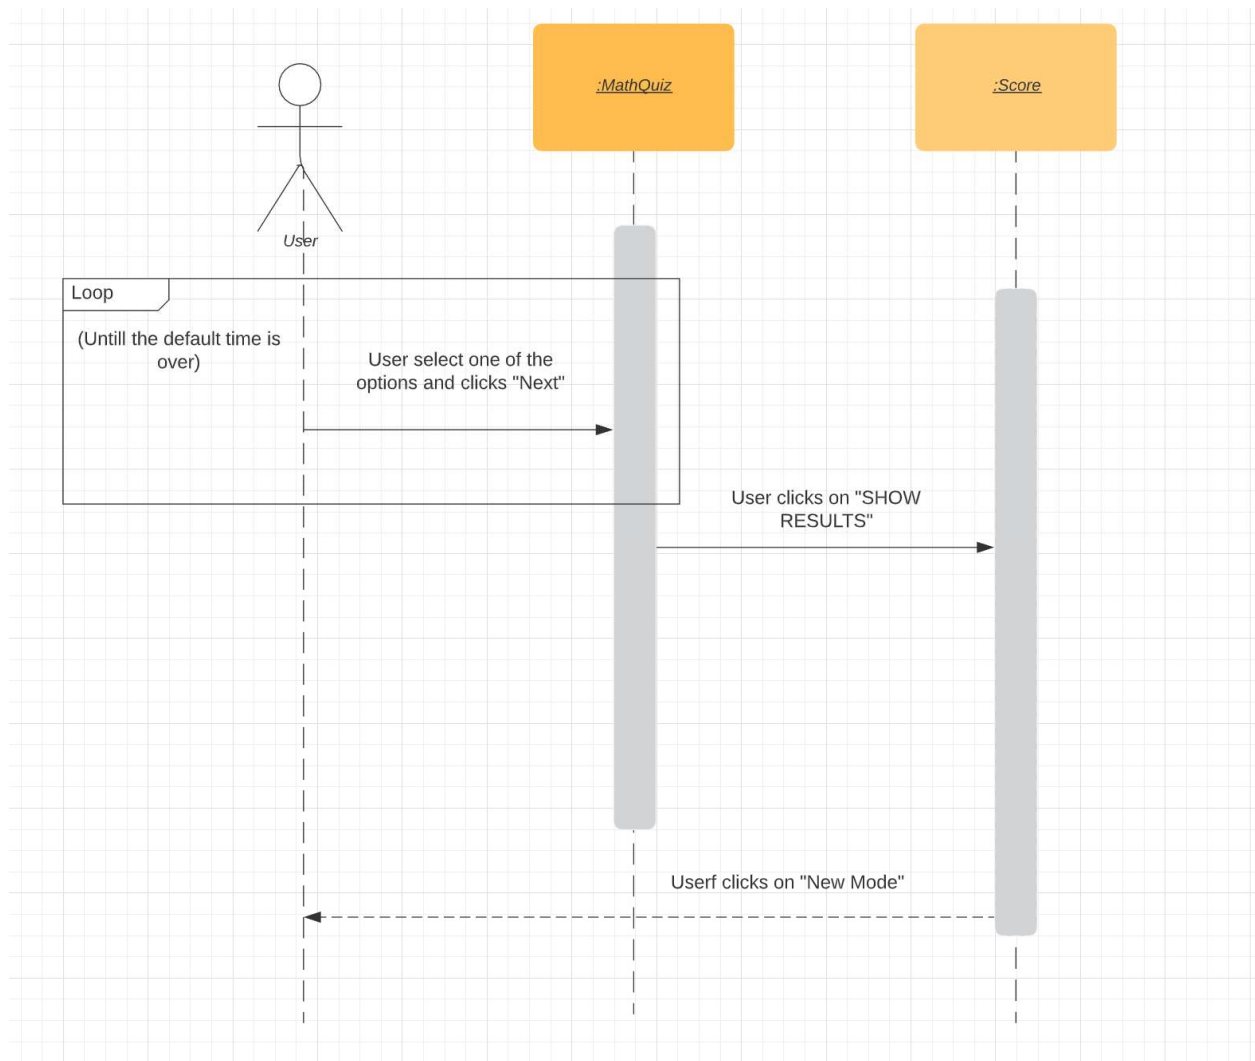 :MathQuiz
:Score
User
Loop
(Untill the default time is
over)
User select one of the
options and clicks "Next"
User clicks on "SHOW
RESULTS"
Userf clicks on "New Mode"